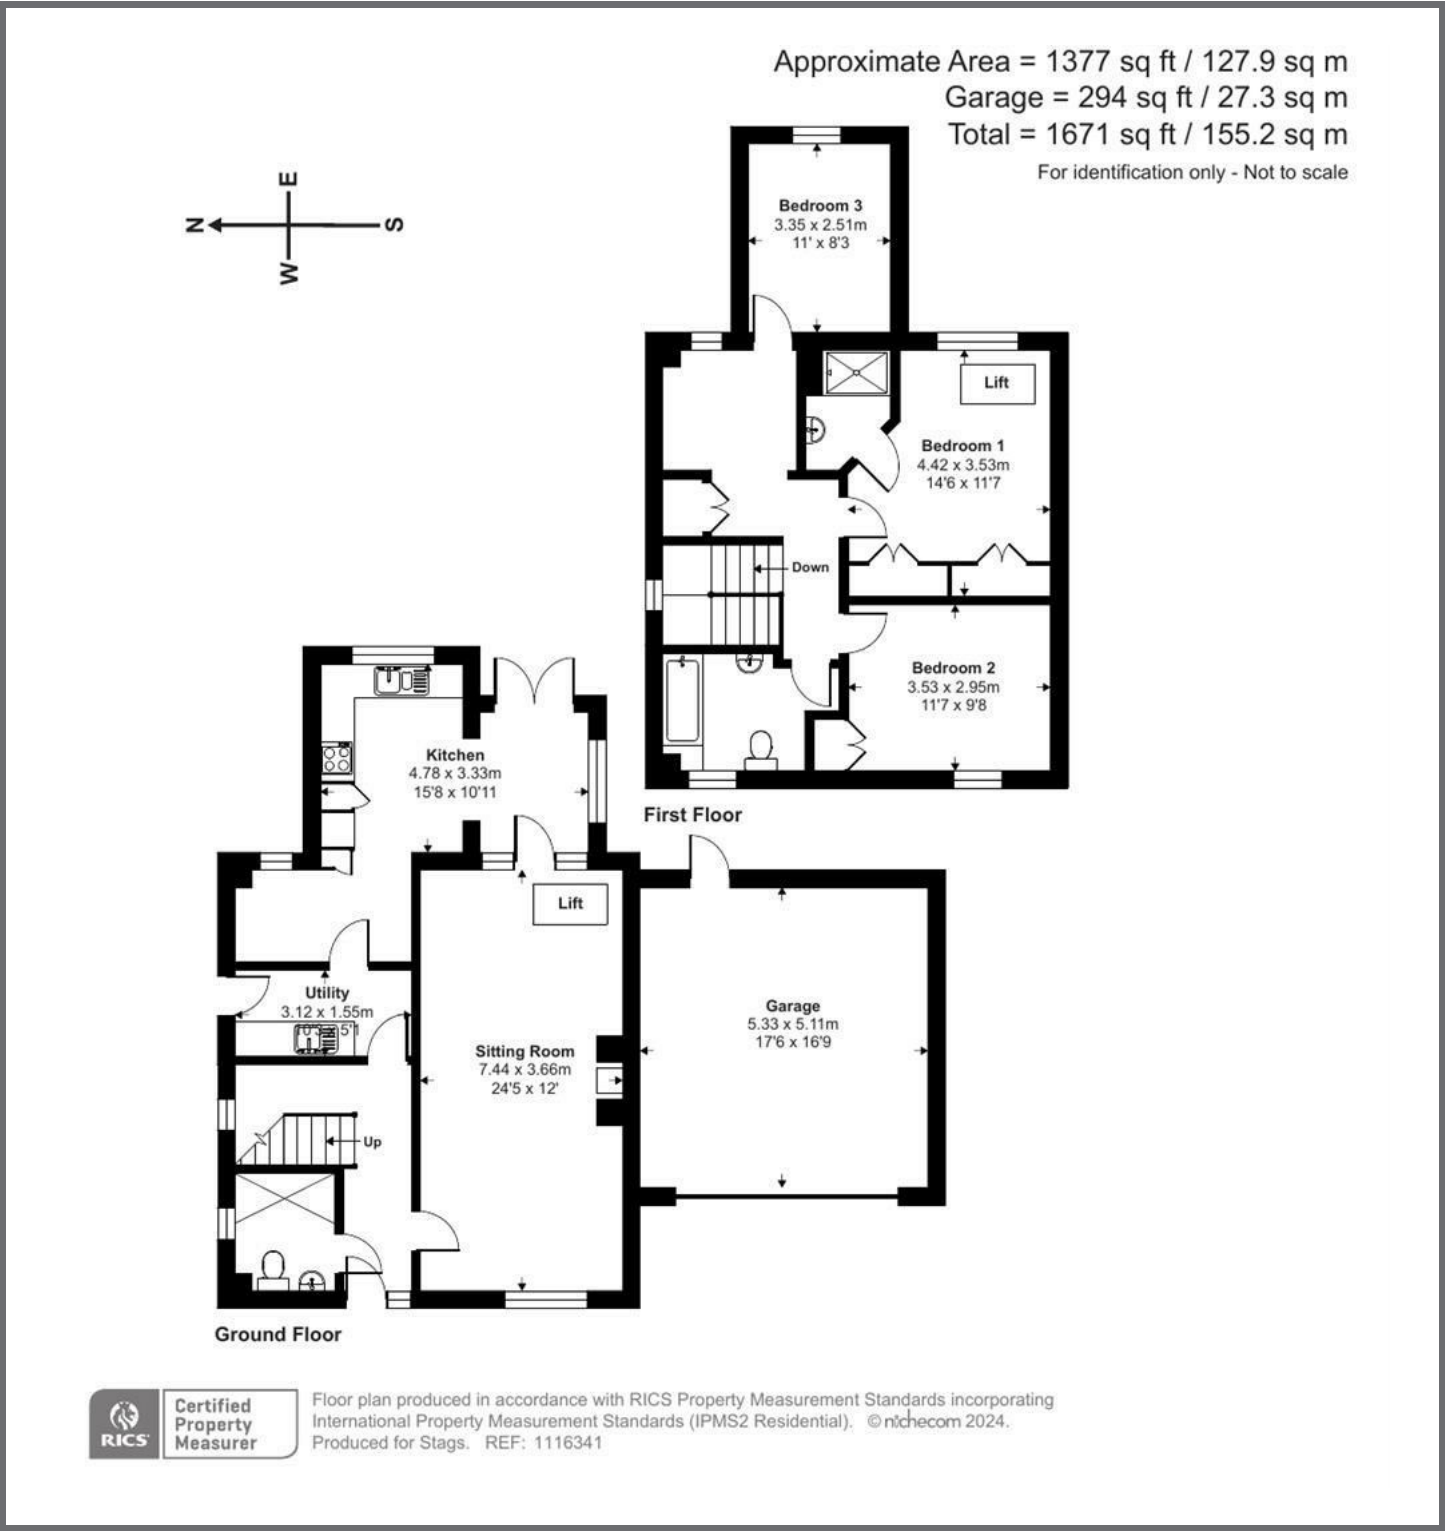 Approximate Area = 1377 sq ft / 127.9 sq m
Garage = 294 sq ft / 27.3 sq m
Total = 1671 sq ft / 155.2 sq m
For identification only - Not to scale
E
N
S
W
Bedroom 3
3.35 x 2.51m
11' x 8'3
Lift
Bedroom 1
4.42 x 3.53m
14'6 x 11'7
Down
Bedroom 2
3.53 x 2.95m
11'7 x 9'8
First Floor
Kitchen
4.78 x 3.33m
15'8 x 10'11
Lift
Utility
3.12 x 1.55m
Sitting Room
7.44 x 3.66m
24'5 x 12'
Garage
5.33 x 5.11m
17'6 x 16'9
Up
Ground Floor
RICS
Certified
Property
Measurer
Floor plan produced in accordance with RICS Property Measurement Standards incorporating
International Property Measurement Standards (IPMS2 Residential). © nichecom 2024.
Produced for Stags. REF: 1116341